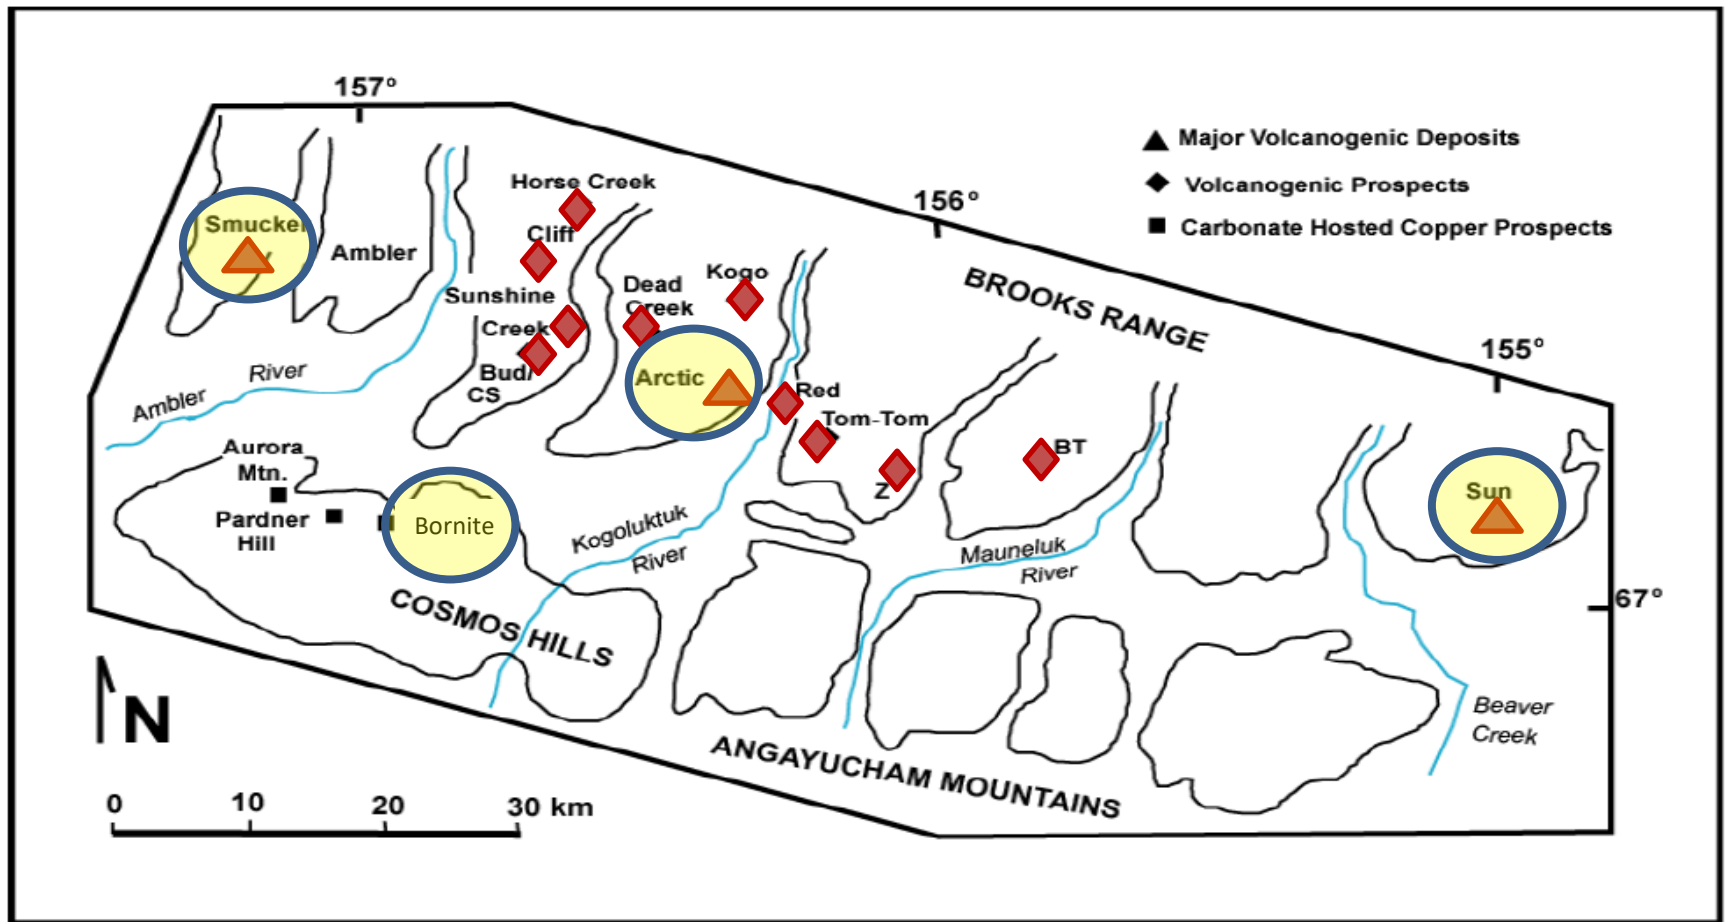 157°
Major Volcanogenic Deposits
Volcanogenic Prospects
Carbonate Hosted Copper Prospects
156°
155°
67°
Horse Creek
Smucker
Ambler
Cliff
Sunshine
Creek
Bud/
CS
Dead
Creek
Kogo
BROOKS RANGE
Arctic
Red
Tom-Tom
Z
BT
Sun
Ambler
River
Aurora
Mtn.
Pardner
Hill
Bornite
Kogoluktuk
River
Mauneluk
River
COSMOS HILLS
Beaver
Creek
ANGAYUCHAM MOUNTAINS
N
0 10 20 30 km